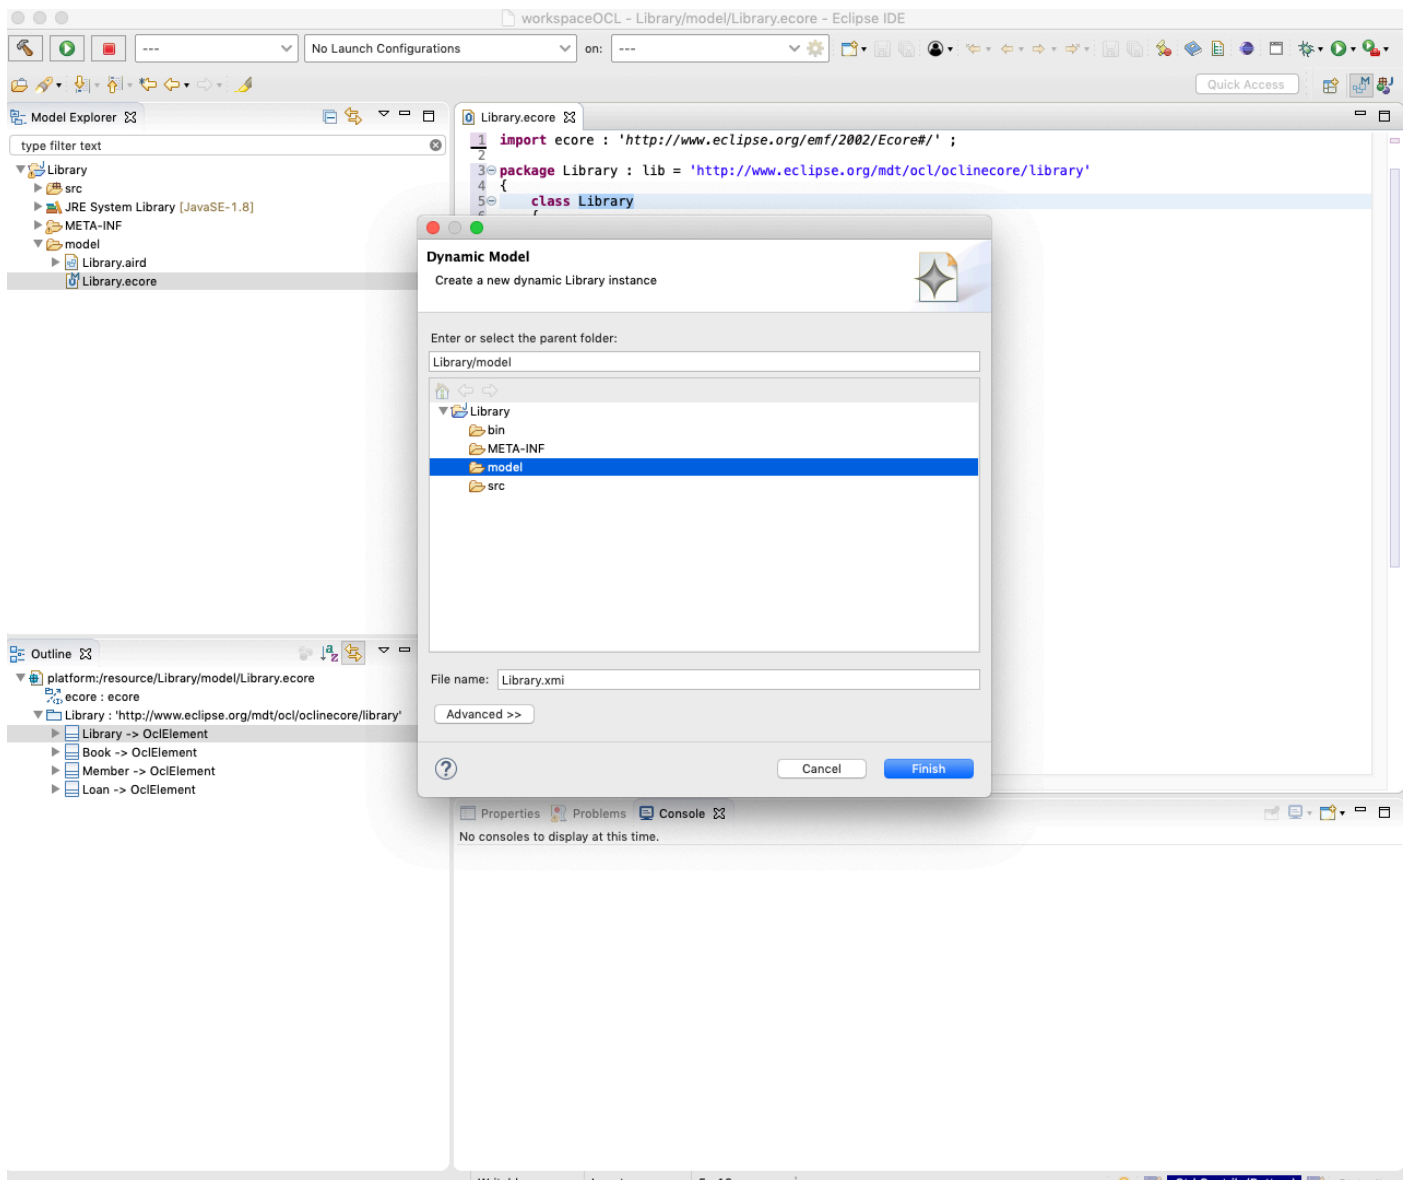 workspaceOCL - Library/model/Library.ecore - Eclipse IDE
---
No Launch Configurations
on:
---
Quick Access
Model Explorer
type filter text
Library
src
JRE System Library [JavaSE-1.8]
META-INF
model
Library.aird
Library.ecore
Library.ecore
1 import ecore : 'http://www.eclipse.org/emf/2002/Ecore#/' ;
2
3 package Library : lib = 'http://www.eclipse.org/mdt/ocl/oclinecore/library'
4 {
5 class Library
{
Dynamic Model
Create a new dynamic Library instance
Enter or select the parent folder:
Library/model
Library
bin
META-INF
model
src
File name: Library.xmi
Advanced >>
?
Cancel
Finish
Outline
platform:/resource/Library/model/Library.ecore
ecore : ecore
Library : 'http://www.eclipse.org/mdt/ocl/oclinecore/library'
Library -> OclElement
Book -> OclElement
Member -> OclElement
Loan -> OclElement
Properties
Problems
Console
No consoles to display at this time.